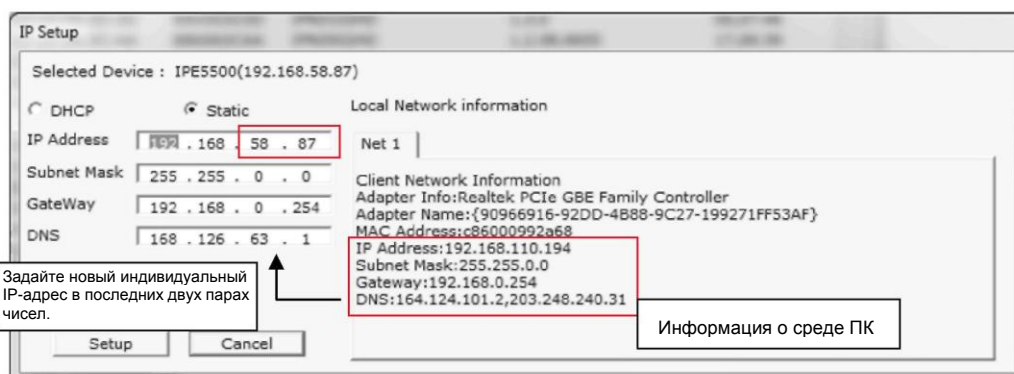 IP Setup
Selected Device : IPE5500(192.168.58.87)
DHCP
Static
IP Address
192 . 168 . 58 . 87
Subnet Mask
255 . 255 . 0 . 0
GateWay
192 . 168 . 0 . 254
DNS
168 . 126 . 63 . 1
Задайте новый индивидуальный
IP-адрес в последних двух парах
чисел.
Setup
Cancel
Local Network information
Net 1
Client Network Information
Adapter Info:Realtek PCIe GBE Family Controller
Adapter Name:{90966916-92DD-4B88-9C27-199271FF53AF}
MAC Address:c86000992a68
IP Address:192.168.110.194
Subnet Mask:255.255.0.0
Gateway:192.168.0.254
DNS:164.124.101.2,203.248.240.31
Информация о среде ПК